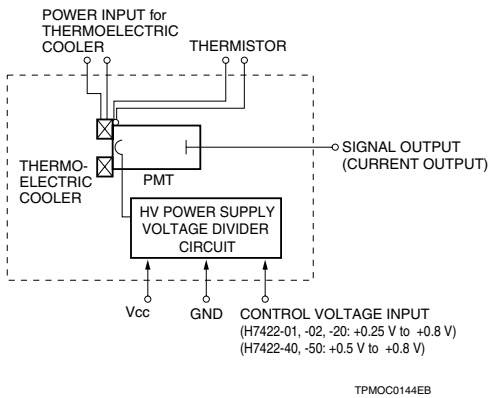 POWER INPUT for
THERMOELECTRIC
COOLER
THERMISTOR
SIGNAL OUTPUT
(CURRENT OUTPUT)
THERMO-
ELECTRIC
COOLER
PMT
HV POWER SUPPLY
VOLTAGE DIVIDER
CIRCUIT
Vcc
GND
CONTROL VOLTAGE INPUT
(H7422-01, -02, -20: +0.25 V to +0.8 V)
(H7422-40, -50: +0.5 V to +0.8 V)
TPMOC0144EB